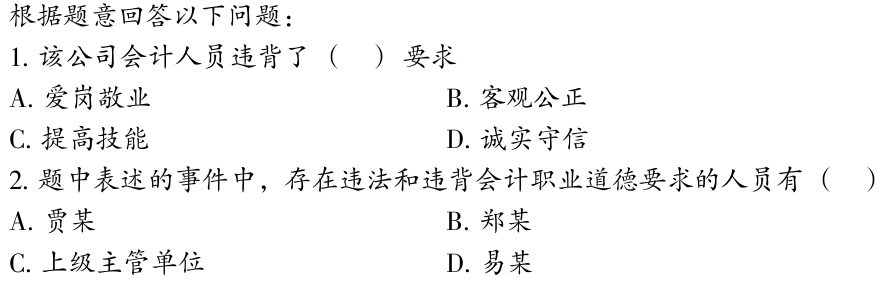 根据题意回答以下问题：
1. 该公司会计人员违背了（　）要求
A. 爱岗敬业　B. 客观公正
C. 提高技能　D. 诚实守信
2. 题中表述的事件中，存在违法和违背会计职业道德要求的人员有（　）
A. 贾某　B. 郑某
C. 上级主管单位　D. 易某